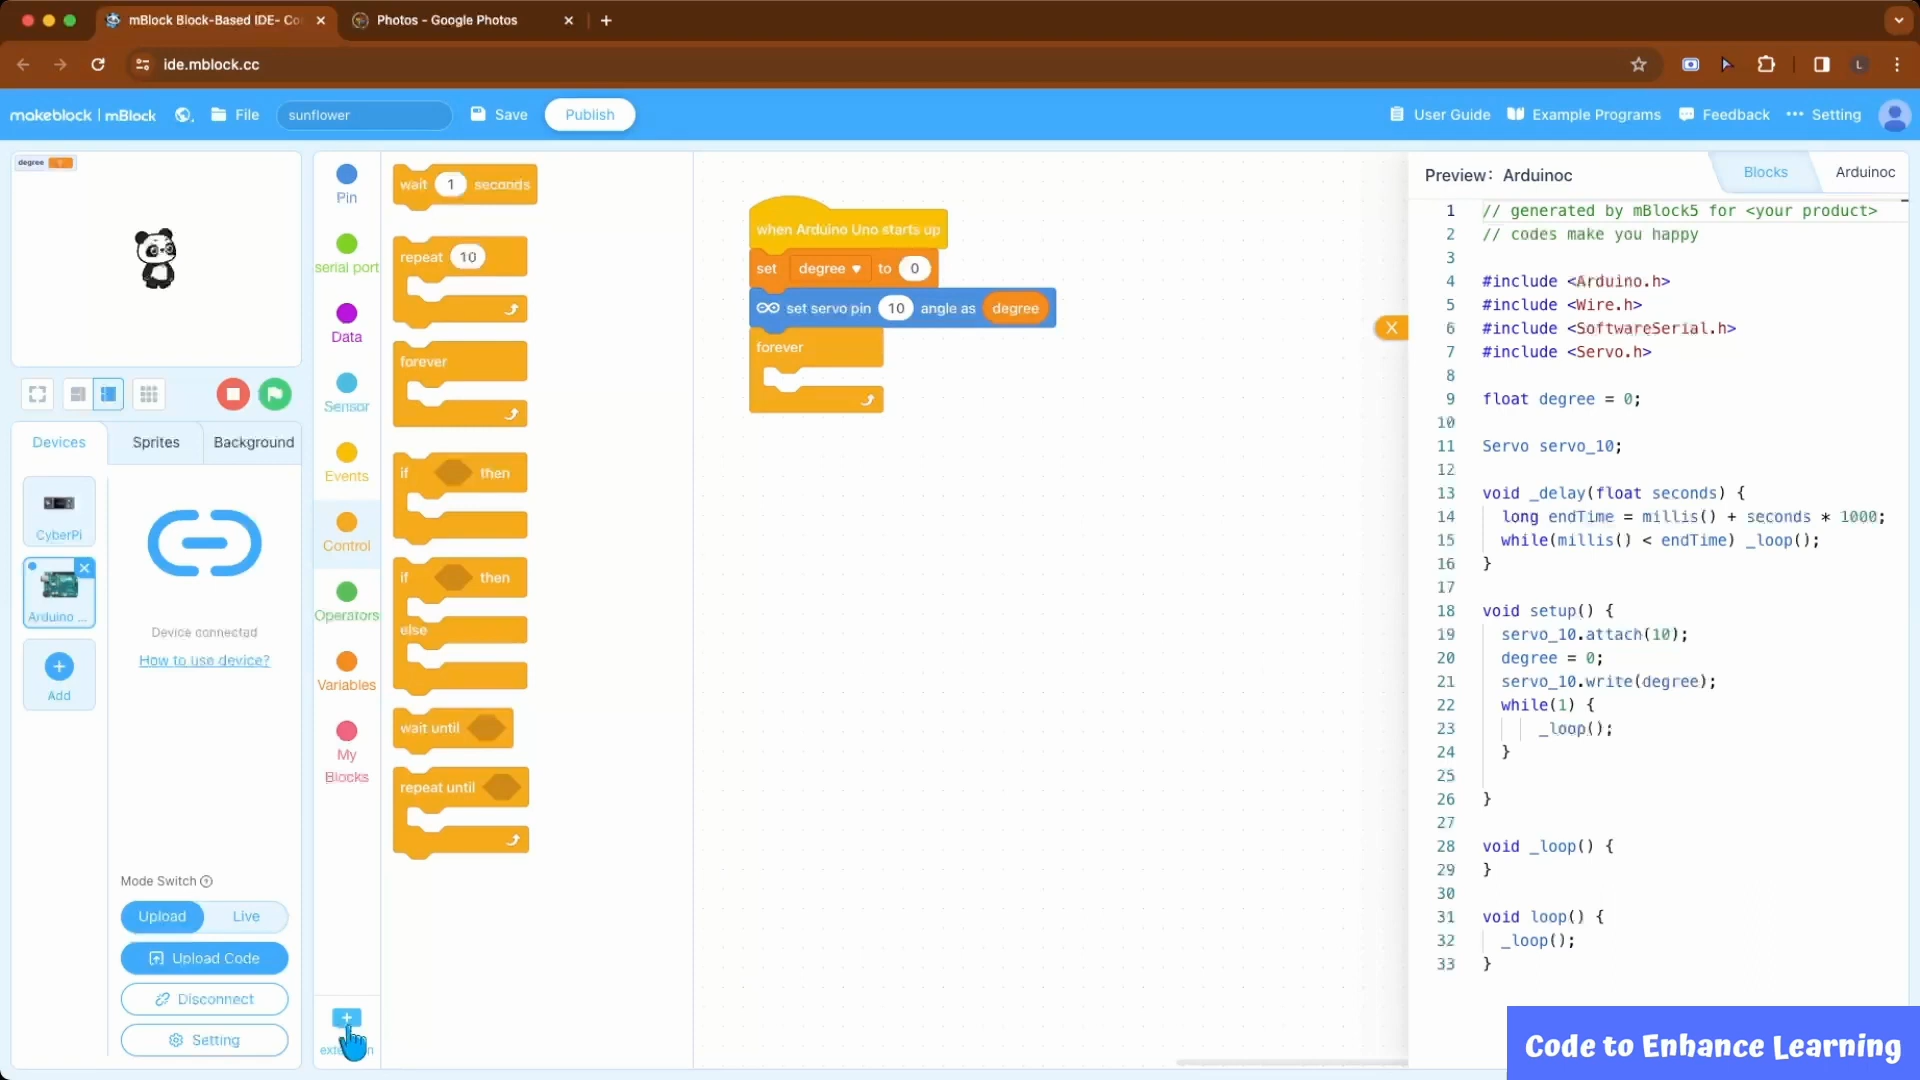 mBlock Block-Based IDE- Co
Photos - Google Photos
ide.mblock.cc
L
makeblock | mBlock
File
sunflower
Save
Publish
User Guide
Example Programs
Feedback
Setting
degree
Devices
Sprites
Background
CyberPi
Arduino ...
Add
Device connected
How to use device?
Mode Switch
Upload
Live
Upload Code
Disconnect
Setting
Pin
serial port
Data
Sensor
Events
Control
Operators
Variables
My
Blocks
wait 1 seconds
repeat 10
forever
if then
if then
else
wait until
repeat until
when Arduino Uno starts up
set degree to 0
set servo pin 10 angle as degree
forever
X
Preview: Arduinoc
Blocks
Arduinoc
1 // generated by mBlock5 for <your product>
2 // codes make you happy
3
4 #include <Arduino.h>
5 #include <Wire.h>
6 #include <SoftwareSerial.h>
7 #include <Servo.h>
8
9 float degree = 0;
10
11 Servo servo_10;
12
13 void _delay(float seconds) {
14 long endTime = millis() + seconds * 1000;
15 while(millis() < endTime) _loop();
16 }
17
18 void setup() {
19 servo_10.attach(10);
20 degree = 0;
21 servo_10.write(degree);
22 while(1) {
23 _loop();
24 }
25
26 }
27
28 void _loop() {
29 }
30
31 void loop() {
32 _loop();
33 }
Code to Enhance Learning